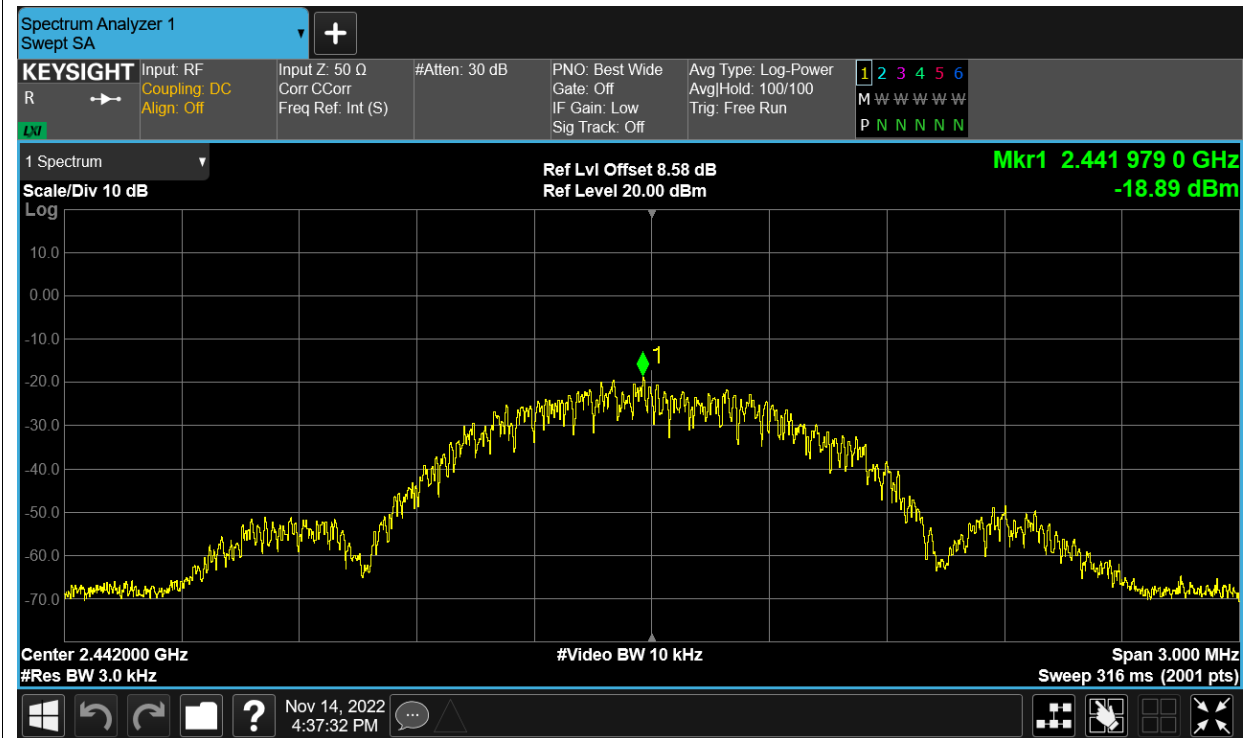 Spectrum Analyzer 1
Swept SA
+
KEYSIGHT
R
LXI
Input: RF
Coupling: DC
Align: Off
Input Z: 50 Ω
Corr CCorr
Freq Ref: Int (S)
#Atten: 30 dB
PNO: Best Wide
Gate: Off
IF Gain: Low
Sig Track: Off
Avg Type: Log-Power
Avg|Hold: 100/100
Trig: Free Run
1 2 3 4 5 6
M W W W W W W
P N N N N N N
1 Spectrum
Scale/Div 10 dB
Log
Ref Lvl Offset 8.58 dB
Ref Level 20.00 dBm
Mkr1 2.441 979 0 GHz
-18.89 dBm
10.0
0.00
-10.0
-20.0
-30.0
-40.0
-50.0
-60.0
-70.0
1
Center 2.442000 GHz
#Res BW 3.0 kHz
#Video BW 10 kHz
Span 3.000 MHz
Sweep 316 ms (2001 pts)
?
Nov 14, 2022
4:37:32 PM